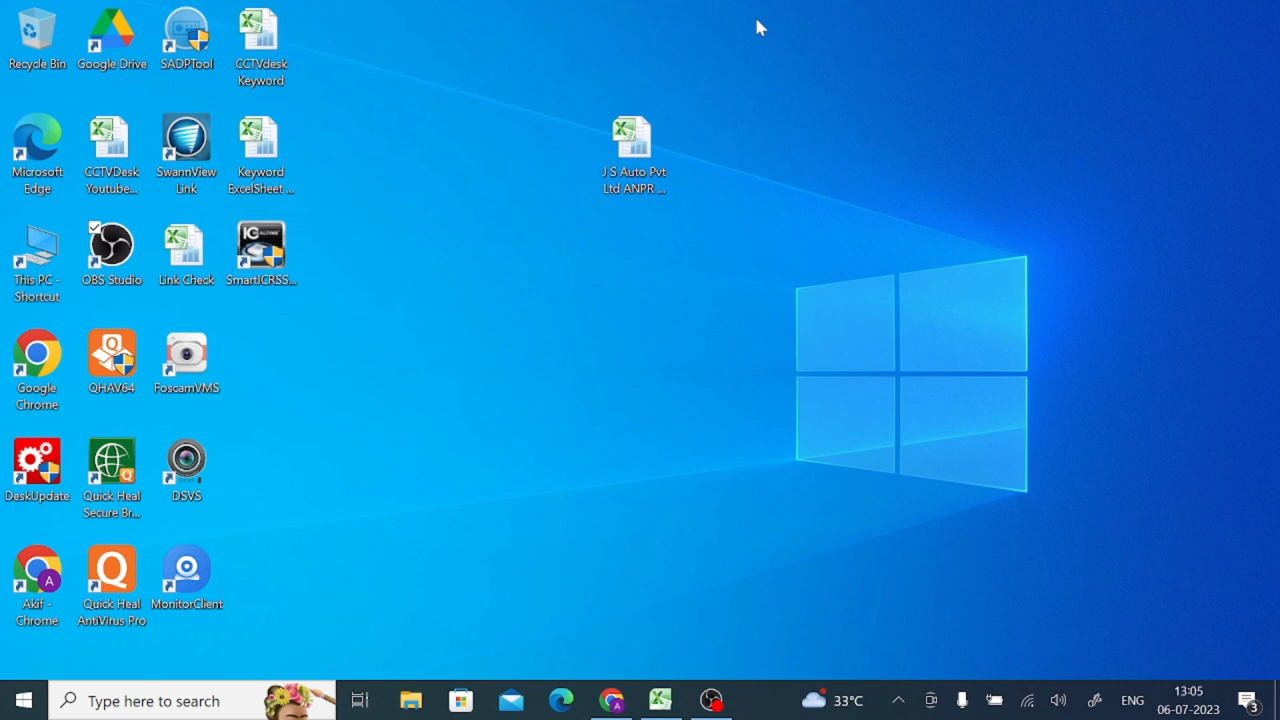 Recycle Bin
Google Drive
SADPTool
CCTVdesk
Keyword
Microsoft
Edge
CCTVDesk
Youtube...
SwannView
Link
Keyword
ExcelSheet ...
J S Auto Pvt
Ltd ANPR ...
This PC -
Shortcut
OBS Studio
Link Check
SmartICRSS...
Google
Chrome
QHAV64
FoscamVMS
DeskUpdate
Quick Heal
Secure Br...
DSVS
Akif -
Chrome
Quick Heal
AntiVirus Pro
MonitorClient
Type here to search
33°C
ENG
13:05
06-07-2023
3